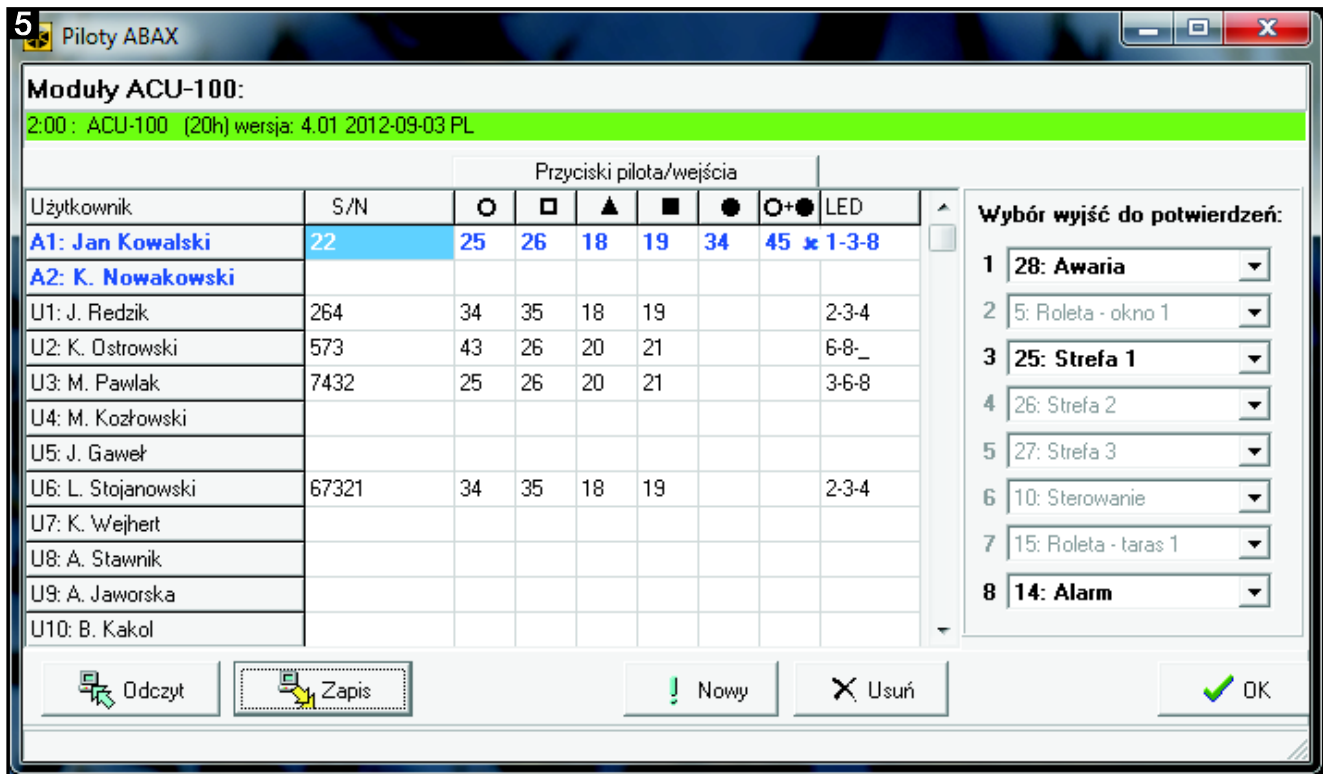 5
Piloty ABAX
Moduły ACU-100:
2:00 : ACU-100 (20h) wersja: 4.01 2012-09-03 PL
Przyciski pilota/wejścia
Użytkownik S/N O+● LED
A1: Jan Kowalski 22 25 26 18 19 34 45 x 1-3-8
A2: K. Nowakowski
U1: J. Redzik 264 34 35 18 19 2-3-4
U2: K. Ostrowski 573 43 26 20 21 6-8-_
U3: M. Pawlak 7432 25 26 20 21 3-6-8
U4: M. Kozłowski
U5: J. Gaweł
U6: L. Stojanowski 67321 34 35 18 19 2-3-4
U7: K. Wejhert
U8: A. Stawnik
U9: A. Jaworska
U10: B. Kakol
Wybór wyjść do potwierdzeń:
1 28: Awaria
2 5: Roleta - okno 1
3 25: Strefa 1
4 26: Strefa 2
5 27: Strefa 3
6 10: Sterowanie
7 15: Roleta - taras 1
8 14: Alarm
Odczyt Zapis Nowy Usuń OK